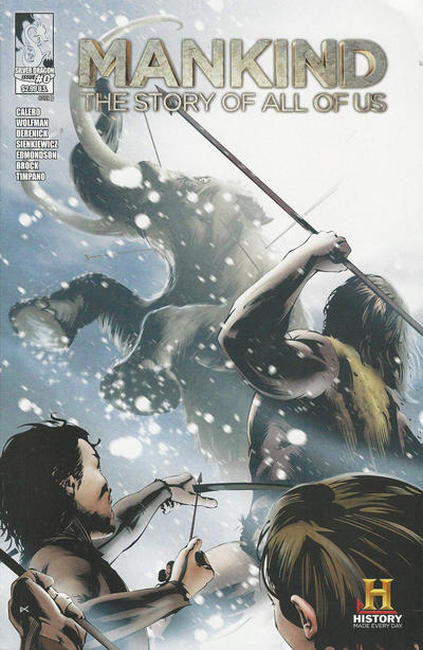 SILVER DRAGON
ISSUE #0
$2.99 U.S.
MANKIND
THE STORY OF ALL OF US
CALERO
WOLFMAN
DERENICK
SIENKIEWICZ
EDMONDSON
BROCK
TIMPANO
H
HISTORY
MADE EVERY DAY